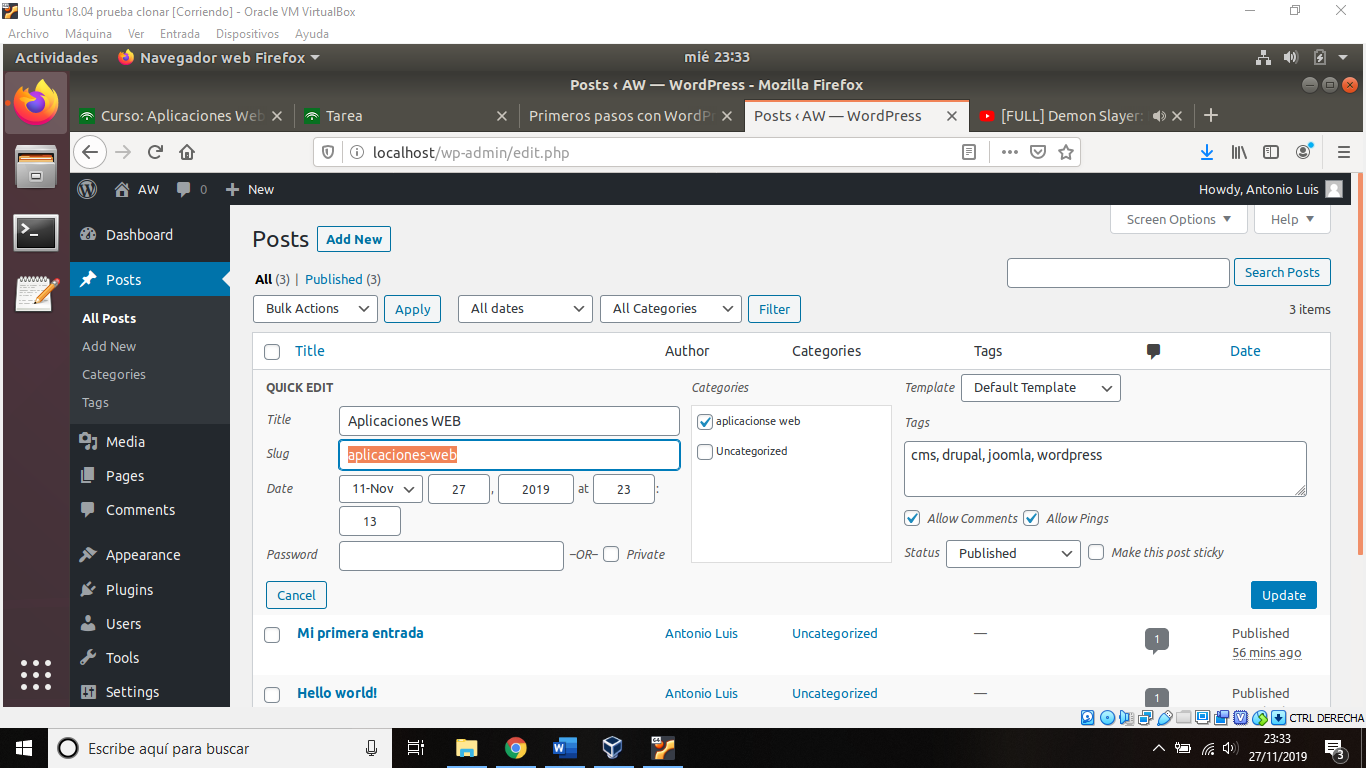 Ubuntu 18.04 prueba clonar [Corriendo] - Oracle VM VirtualBox
Archivo Máquina Ver Entrada Dispositivos Ayuda
Actividades Navegador web Firefox mié 23:33
Posts ‹ AW — WordPress - Mozilla Firefox
Curso: Aplicaciones Web Tarea Primeros pasos con WordPr Posts ‹ AW — WordPress [FULL] Demon Slayer:
localhost/wp-admin/edit.php
AW 0 New Howdy, Antonio Luis
Screen Options Help
Dashboard
Posts Add New
Posts
All (3) | Published (3)
Search Posts
Bulk Actions Apply All dates All Categories Filter 3 items
All Posts
Add New
Categories
Tags
Media
Pages
Comments
Appearance
Plugins
Users
Tools
Settings
Title Author Categories Tags Date
QUICK EDIT
Title Aplicaciones WEB
Slug aplicaciones-web
Date 11-Nov 27 , 2019 at 23 :
13
Password –OR– Private
Categories
aplicacionse web
Uncategorized
Template Default Template
Tags
cms, drupal, joomla, wordpress
Allow Comments Allow Pings
Status Published Make this post sticky
Cancel Update
Mi primera entrada Antonio Luis Uncategorized — 1 Published
56 mins ago
Hello world! Antonio Luis Uncategorized — 1 Published
CTRL DERECHA
Escribe aquí para buscar
23:33
27/11/2019
3